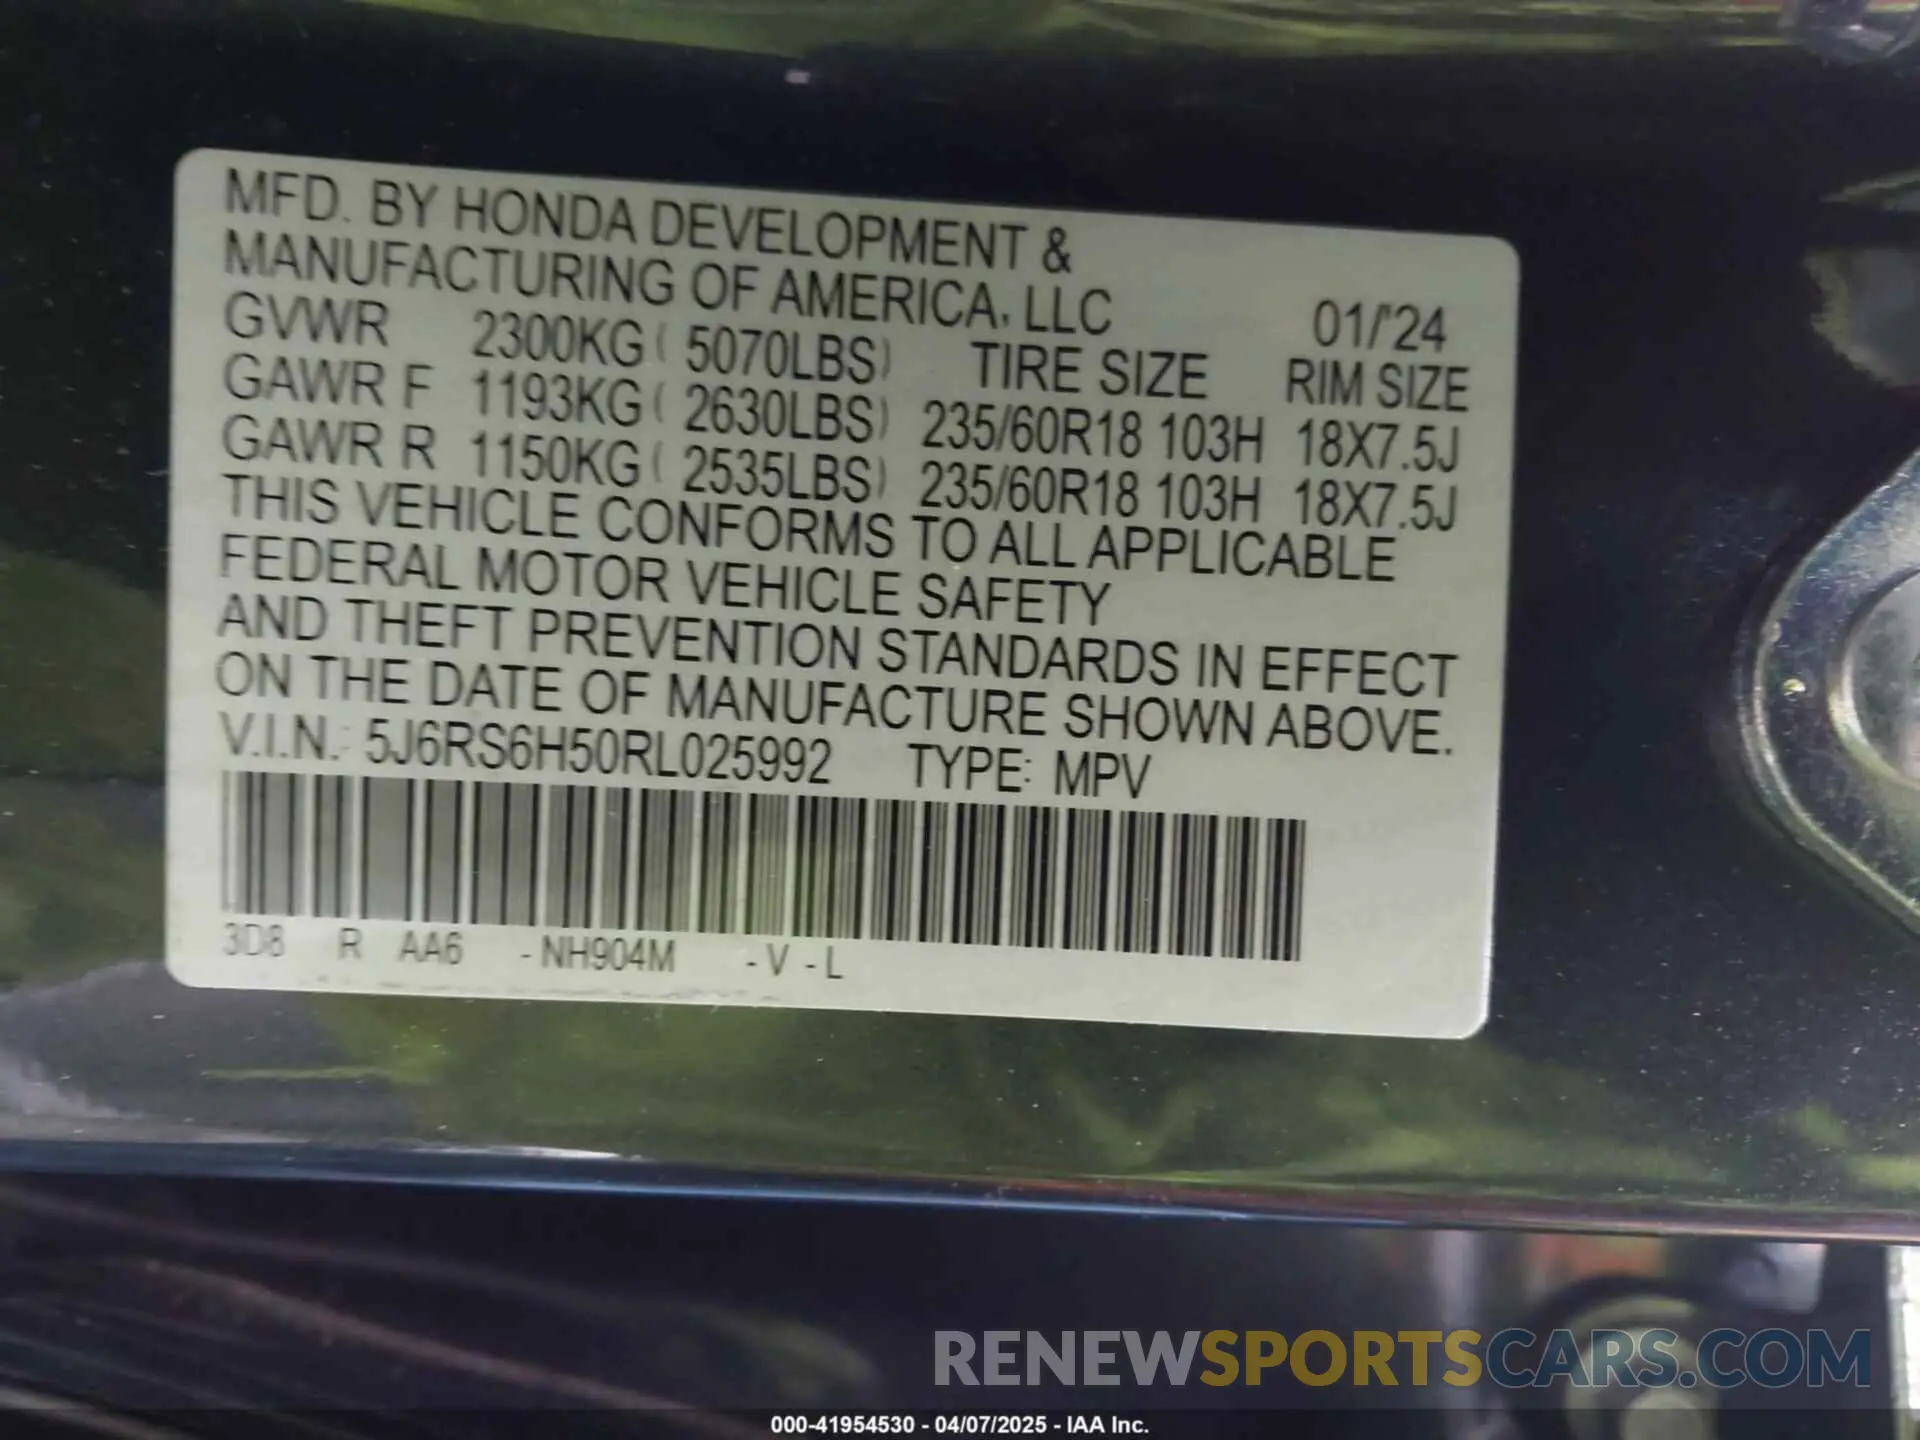 MFD. BY HONDA DEVELOPMENT &
MANUFACTURING OF AMERICA, LLC 01/'24
GVWR 2300KG ( 5070LBS) TIRE SIZE RIM SIZE
GAWR F 1193KG ( 2630LBS) 235/60R18 103H 18X7.5J
GAWR R 1150KG ( 2535LBS) 235/60R18 103H 18X7.5J
THIS VEHICLE CONFORMS TO ALL APPLICABLE
FEDERAL MOTOR VEHICLE SAFETY
AND THEFT PREVENTION STANDARDS IN EFFECT
ON THE DATE OF MANUFACTURE SHOWN ABOVE.
V.I.N.: 5J6RS6H50RL025992 TYPE: MPV
3D8 R AA6 -NH904M -V -L
RENEWSPORTSCARS.COM
000-41954530 - 04/07/2025 - IAA Inc.